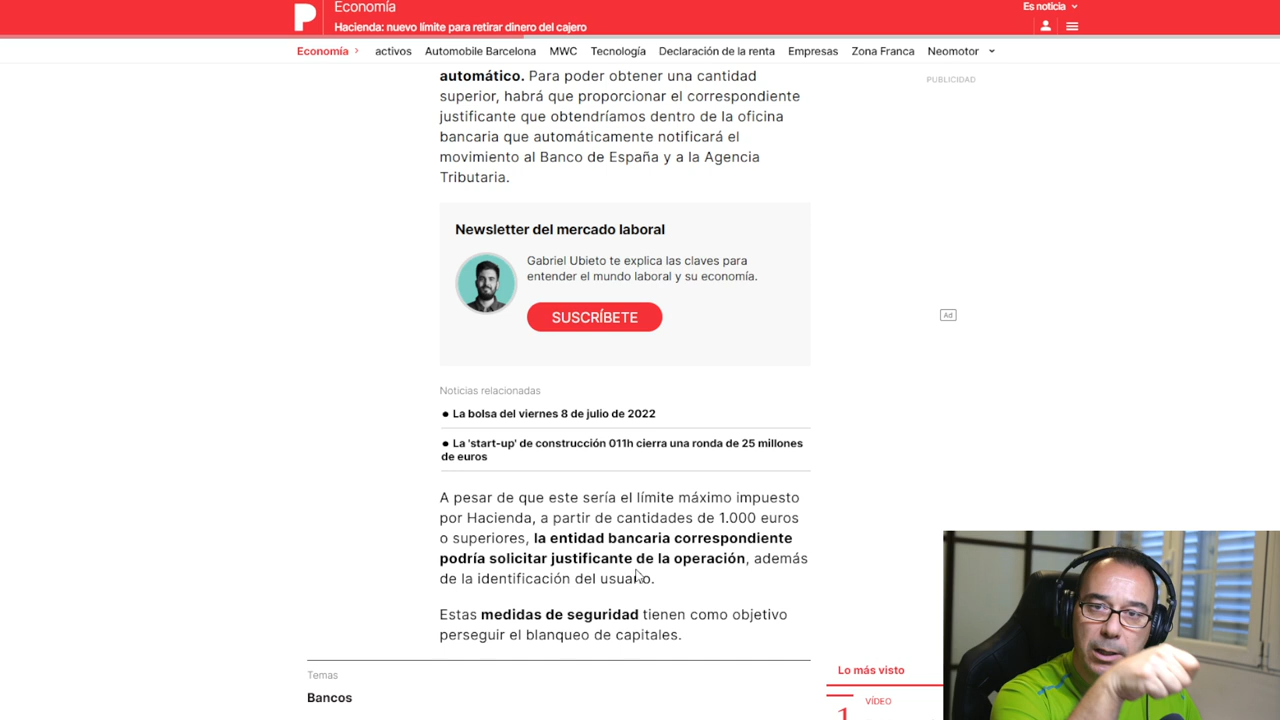 P
Economía
Hacienda: nuevo límite para retirar dinero del cajero
Es noticia
Economía
activos
Automobile Barcelona
MWC
Tecnología
Declaración de la renta
Empresas
Zona Franca
Neomotor
automático. Para poder obtener una cantidad
superior, habrá que proporcionar el correspondiente
justificante que obtendríamos dentro de la oficina
bancaria que automáticamente notificará el
movimiento al Banco de España y a la Agencia
Tributaria.
PUBLICIDAD
Newsletter del mercado laboral
Gabriel Ubieto te explica las claves para
entender el mundo laboral y su economía.
SUSCRÍBETE
Ad
Noticias relacionadas
● La bolsa del viernes 8 de julio de 2022
● La 'start-up' de construcción 011h cierra una ronda de 25 millones
de euros
A pesar de que este sería el límite máximo impuesto
por Hacienda, a partir de cantidades de 1.000 euros
o superiores, la entidad bancaria correspondiente
podría solicitar justificante de la operación, además
de la identificación del usuario.
Estas medidas de seguridad tienen como objetivo
perseguir el blanqueo de capitales.
Temas
Bancos
Lo más visto
1
VÍDEO